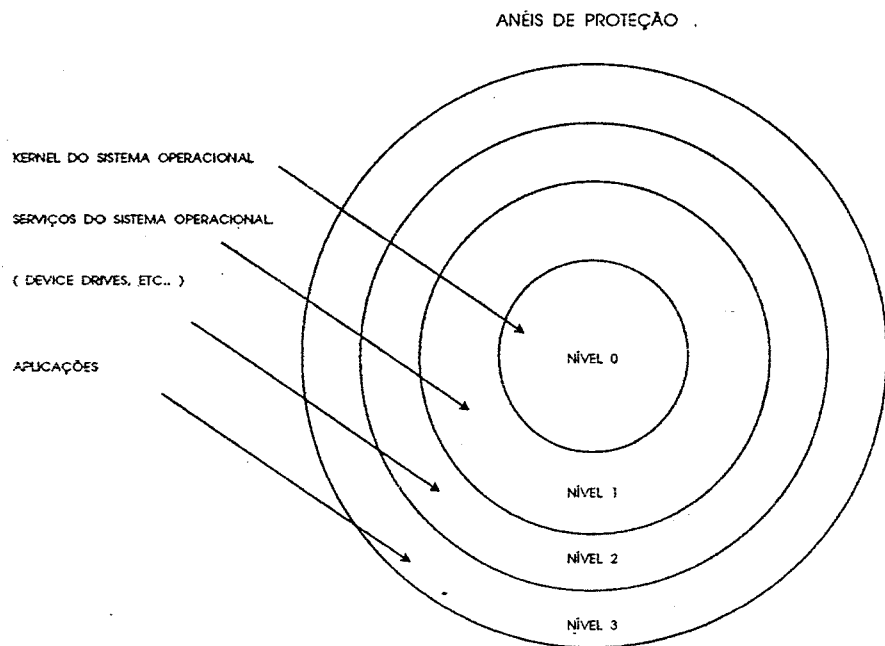 ANÉIS DE PROTEÇÃO .
KERNEL DO SISTEMA OPERACIONAL
SERVIÇOS DO SISTEMA OPERACIONAL
( DEVICE DRIVES, ETC.. )
APLICAÇÕES
NÍVEL 0
NÍVEL 1
NÍVEL 2
NÍVEL 3